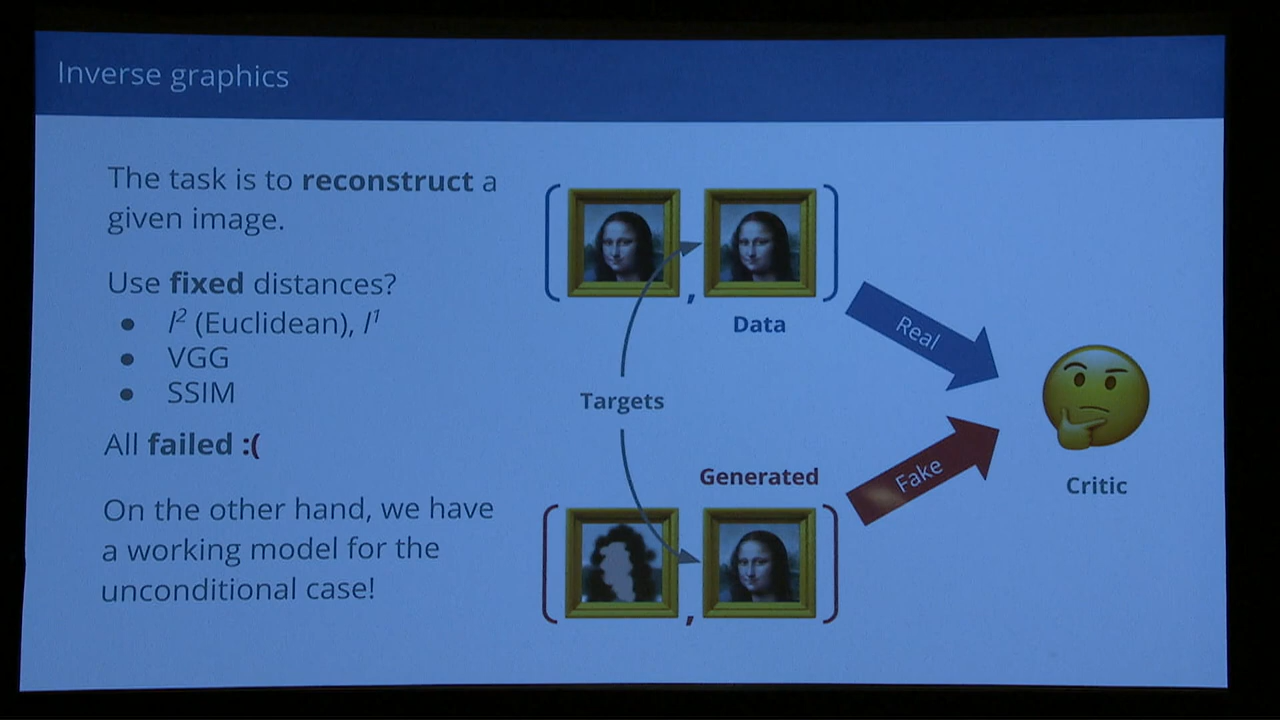 Inverse graphics
The task is to reconstruct a
given image.
Use fixed distances?
● l² (Euclidean), l¹
● VGG
● SSIM
All failed :(
On the other hand, we have
a working model for the
unconditional case!
,
Data
Real
Targets
Generated
Fake
,
Critic